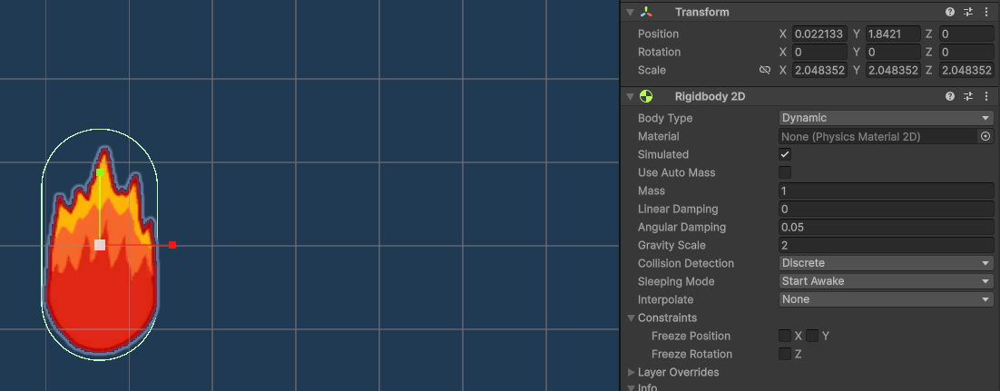 Transform
Position X 0.022133 Y 1.8421 Z 0
Rotation X 0 Y 0 Z 0
Scale X 2.048352 Y 2.048352 Z 2.048352
Rigidbody 2D
Body Type Dynamic
Material None (Physics Material 2D)
Simulated
Use Auto Mass
Mass 1
Linear Damping 0
Angular Damping 0.05
Gravity Scale 2
Collision Detection Discrete
Sleeping Mode Start Awake
Interpolate None
Constraints
Freeze Position X Y
Freeze Rotation Z
Layer Overrides
Info